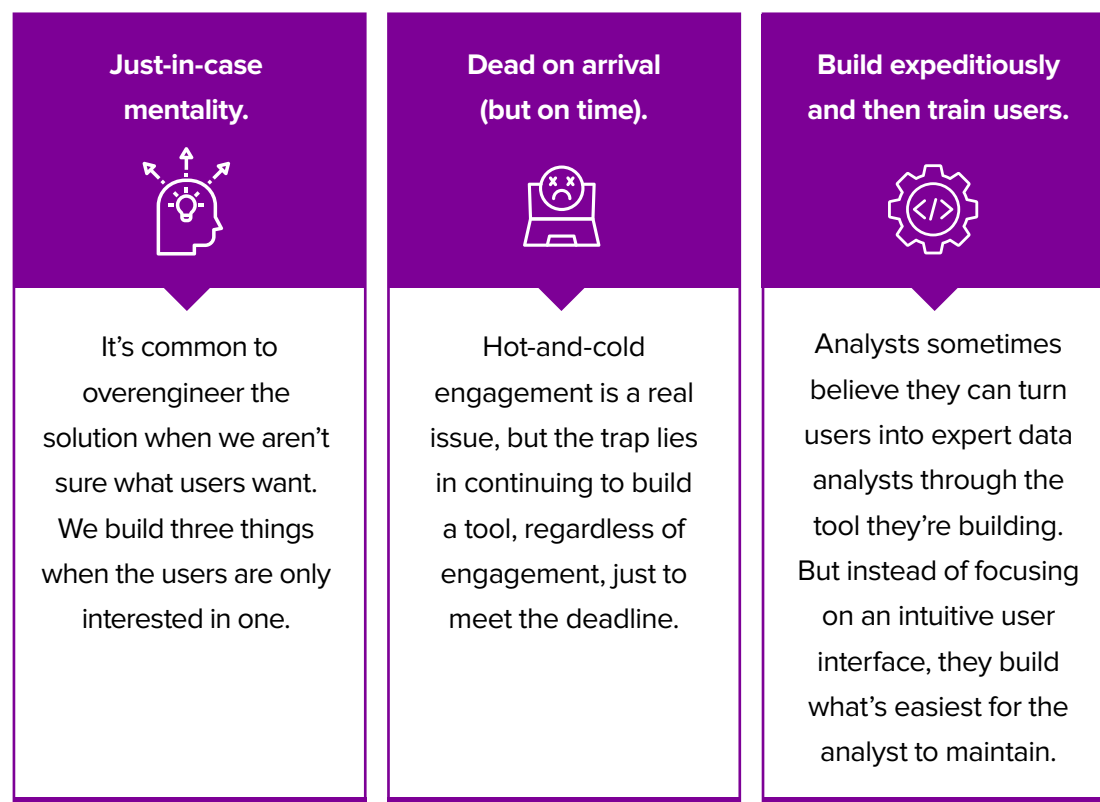 Just-in-case
mentality.
It’s common to
overengineer the
solution when we aren’t
sure what users want.
We build three things
when the users are only
interested in one.
Dead on arrival
(but on time).
Hot-and-cold
engagement is a real
issue, but the trap lies
in continuing to build
a tool, regardless of
engagement, just to
meet the deadline.
Build expeditiously
and then train users.
</>
Analysts sometimes
believe they can turn
users into expert data
analysts through the
tool they’re building.
But instead of focusing
on an intuitive user
interface, they build
what’s easiest for the
analyst to maintain.